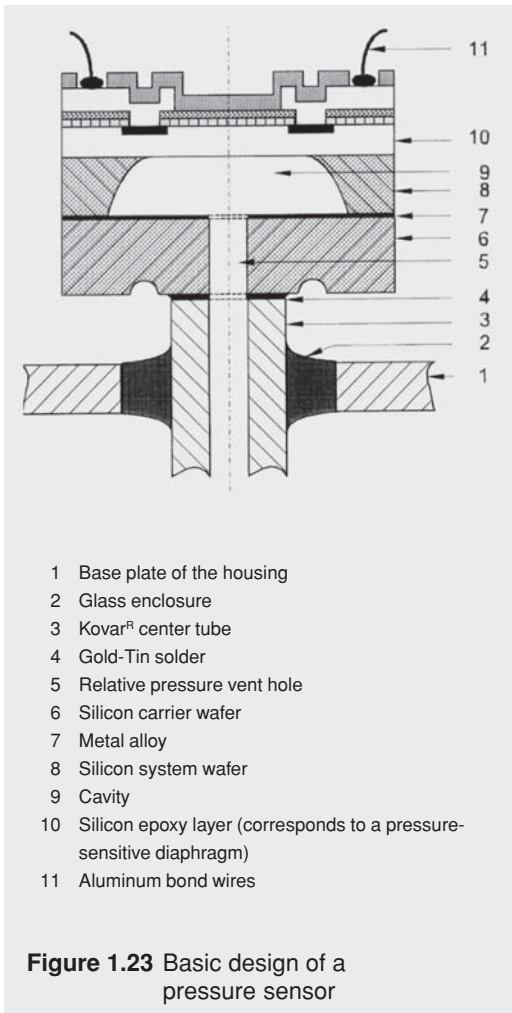 11
10
9
8
7
6
5
4
3
2
1
1 Base plate of the housing
2 Glass enclosure
3 Kovarᴿ center tube
4 Gold-Tin solder
5 Relative pressure vent hole
6 Silicon carrier wafer
7 Metal alloy
8 Silicon system wafer
9 Cavity
10 Silicon epoxy layer (corresponds to a pressure-
sensitive diaphragm)
11 Aluminum bond wires
Figure 1.23 Basic design of a
pressure sensor